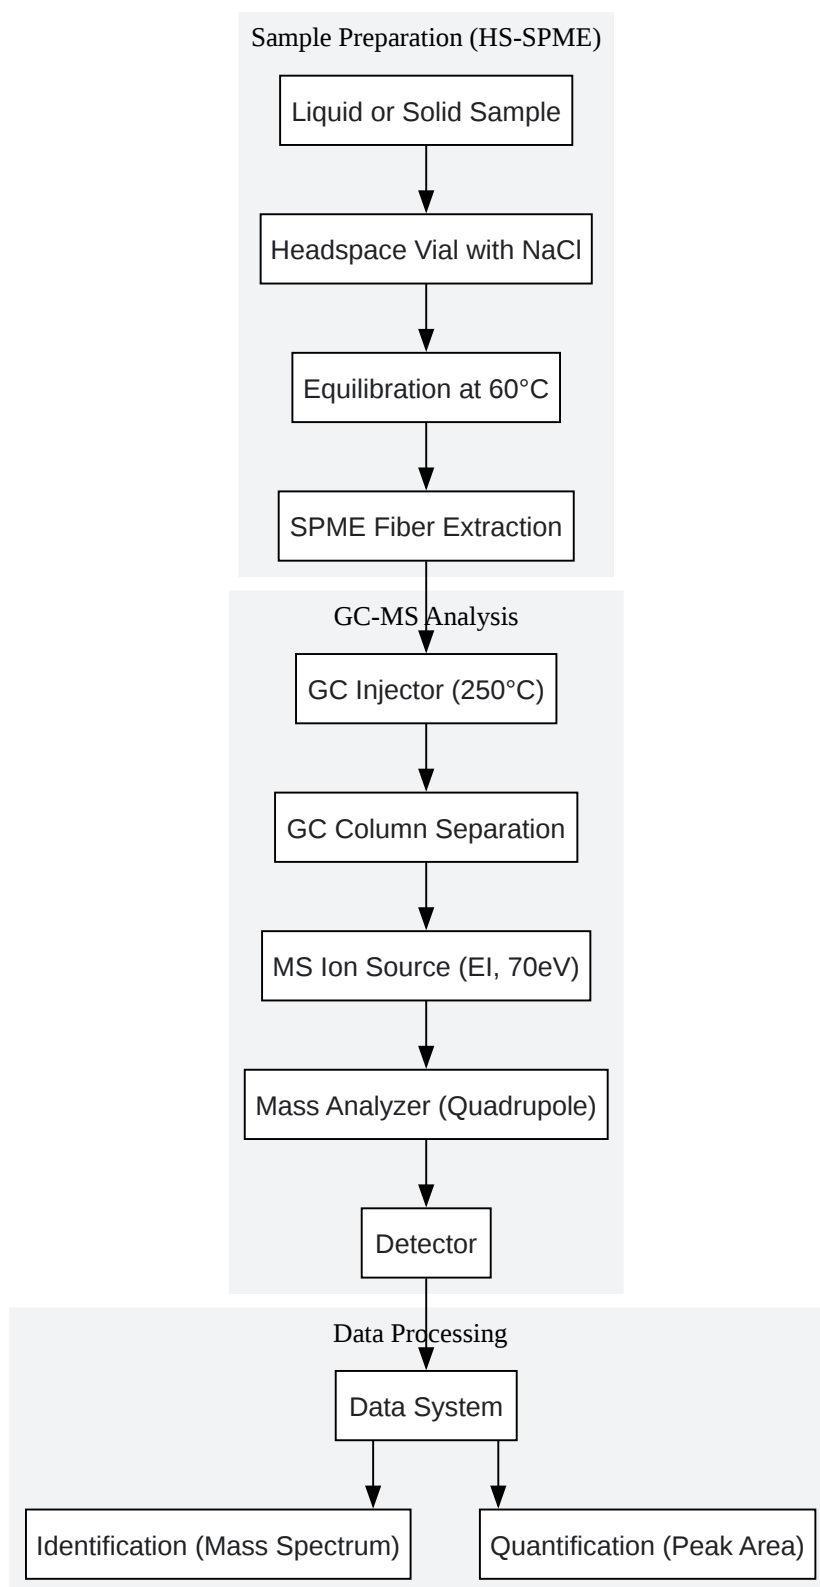 Sample Preparation (HS-SPME)
Liquid or Solid Sample
Headspace Vial with NaCl
Equilibration at 60°C
SPME Fiber Extraction
GC-MS Analysis
GC Injector (250°C)
GC Column Separation
MS Ion Source (EI, 70eV)
Mass Analyzer (Quadrupole)
Detector
Data Processing
Data System
Identification (Mass Spectrum)
Quantification (Peak Area)